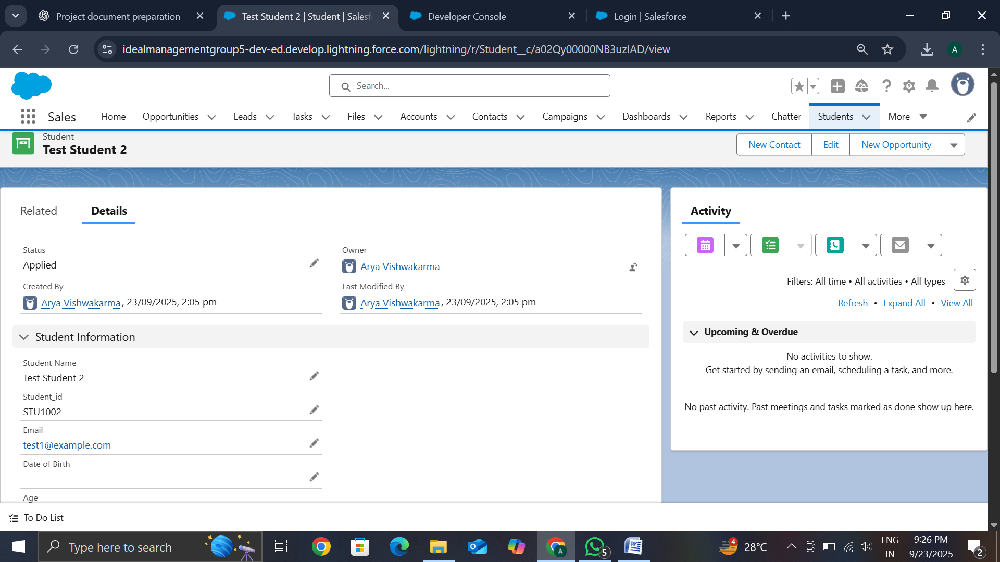 Project document preparation
Test Student 2 | Student | Salesf
Developer Console
Login | Salesforce
idealmanagementgroup5-dev-ed.develop.lightning.force.com/lightning/r/Student__c/a02Qy00000NB3uzIAD/view
A
Search...
Sales
Home
Opportunities
Leads
Tasks
Files
Accounts
Contacts
Campaigns
Dashboards
Reports
Chatter
Students
More
Student
Test Student 2
New Contact
Edit
New Opportunity
Related
Details
Status
Applied
Owner
Arya Vishwakarma
Created By
Arya Vishwakarma, 23/09/2025, 2:05 pm
Last Modified By
Arya Vishwakarma, 23/09/2025, 2:05 pm
Student Information
Student Name
Test Student 2
Student_id
STU1002
Email
test1@example.com
Date of Birth
Age
Activity
Filters: All time • All activities • All types
Refresh • Expand All • View All
Upcoming & Overdue
No activities to show.
Get started by sending an email, scheduling a task, and more.
No past activity. Past meetings and tasks marked as done show up here.
To Do List
Type here to search
A
5
4
28°C
ENG
IN
9:26 PM
9/23/2025
2